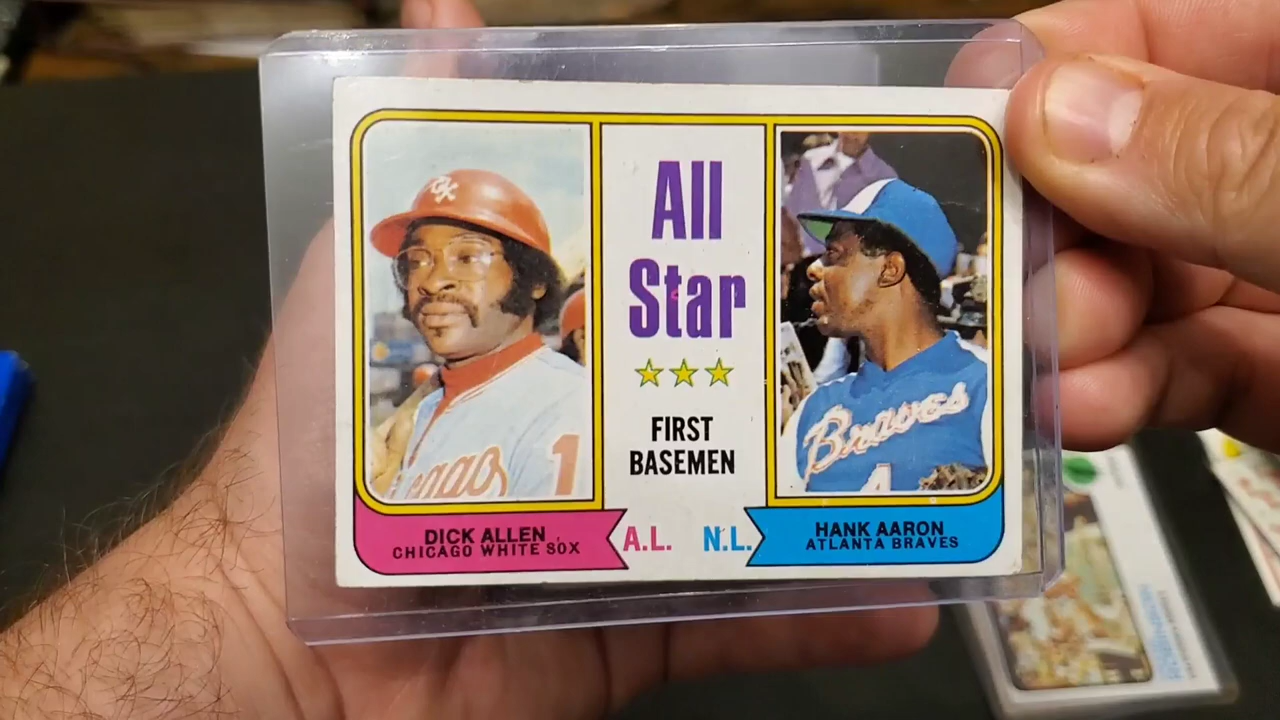 All
Star
FIRST
BASEMEN
Braves
DICK ALLEN
CHICAGO WHITE SOX
A.L.
N.L.
HANK AARON
ATLANTA BRAVES